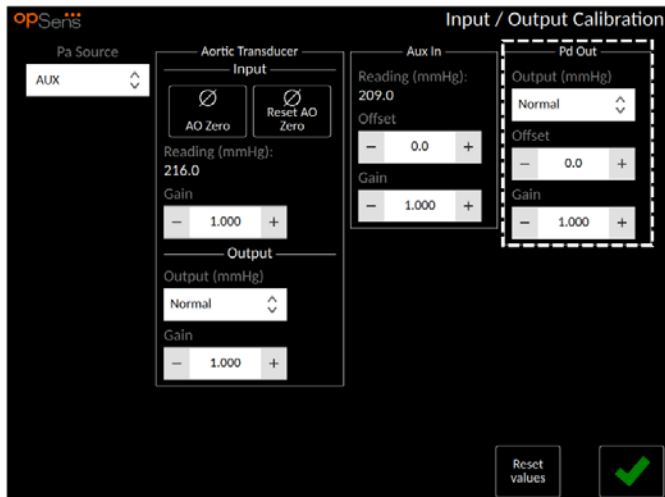 opSens
Input / Output Calibration
Pa Source
AUX
Aortic Transducer
Input
AO Zero
Reset AO
Zero
Reading (mmHg):
216.0
Gain
− 1.000 +
Output
Output (mmHg)
Normal
Gain
− 1.000 +
Aux In
Reading (mmHg):
209.0
Offset
− 0.0 +
Gain
− 1.000 +
Pd Out
Output (mmHg)
Normal
Offset
− 0.0 +
Gain
− 1.000 +
Reset
values